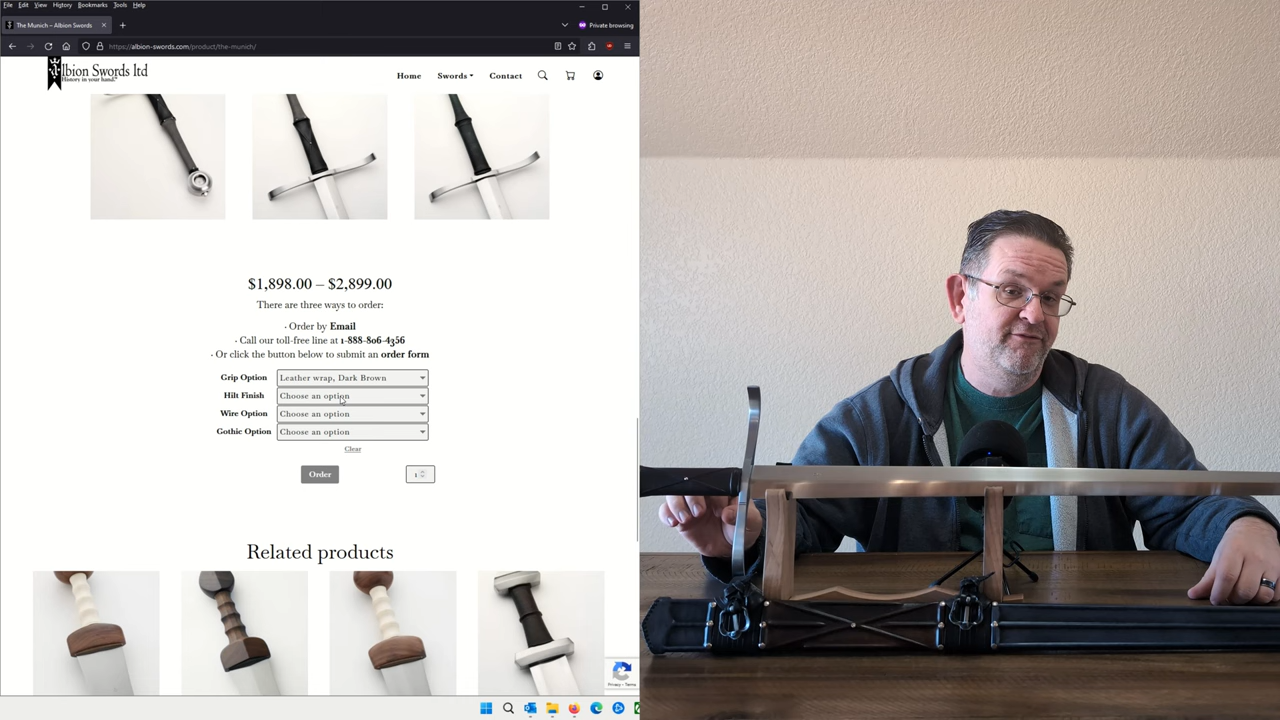 File Edit View History Bookmarks Tools Help
The Munich – Albion Swords
Private browsing
https://albion-swords.com/product/the-munich/
Albion Swords ltd
"History in your hand."
Home Swords Contact
$1,898.00 – $2,899.00
There are three ways to order:
· Order by Email
· Call our toll-free line at 1-888-806-4356
· Or click the button below to submit an order form
Grip Option Leather wrap, Dark Brown
Hilt Finish Choose an option
Wire Option Choose an option
Gothic Option Choose an option
Clear
Order 1
Related products
Privacy - Terms